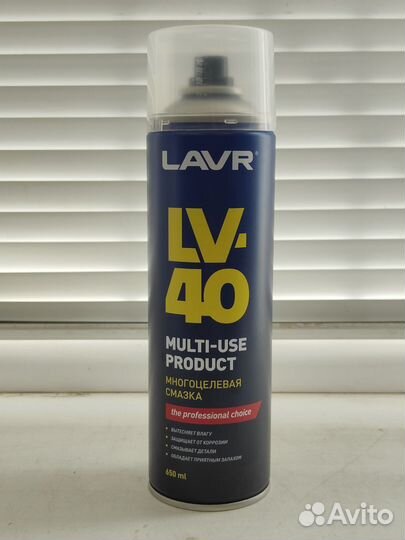 LAVR®
LV-
40
MULTI-USE
PRODUCT
МНОГОЦЕЛЕВАЯ
СМАЗКА
the professional choice
ВЫТЕСНЯЕТ ВЛАГУ
ЗАЩИЩАЕТ ОТ КОРРОЗИИ
СМАЗЫВАЕТ ДЕТАЛИ
ОБЛАДАЕТ ПРИЯТНЫМ ЗАПАХОМ
650 ml
Avito